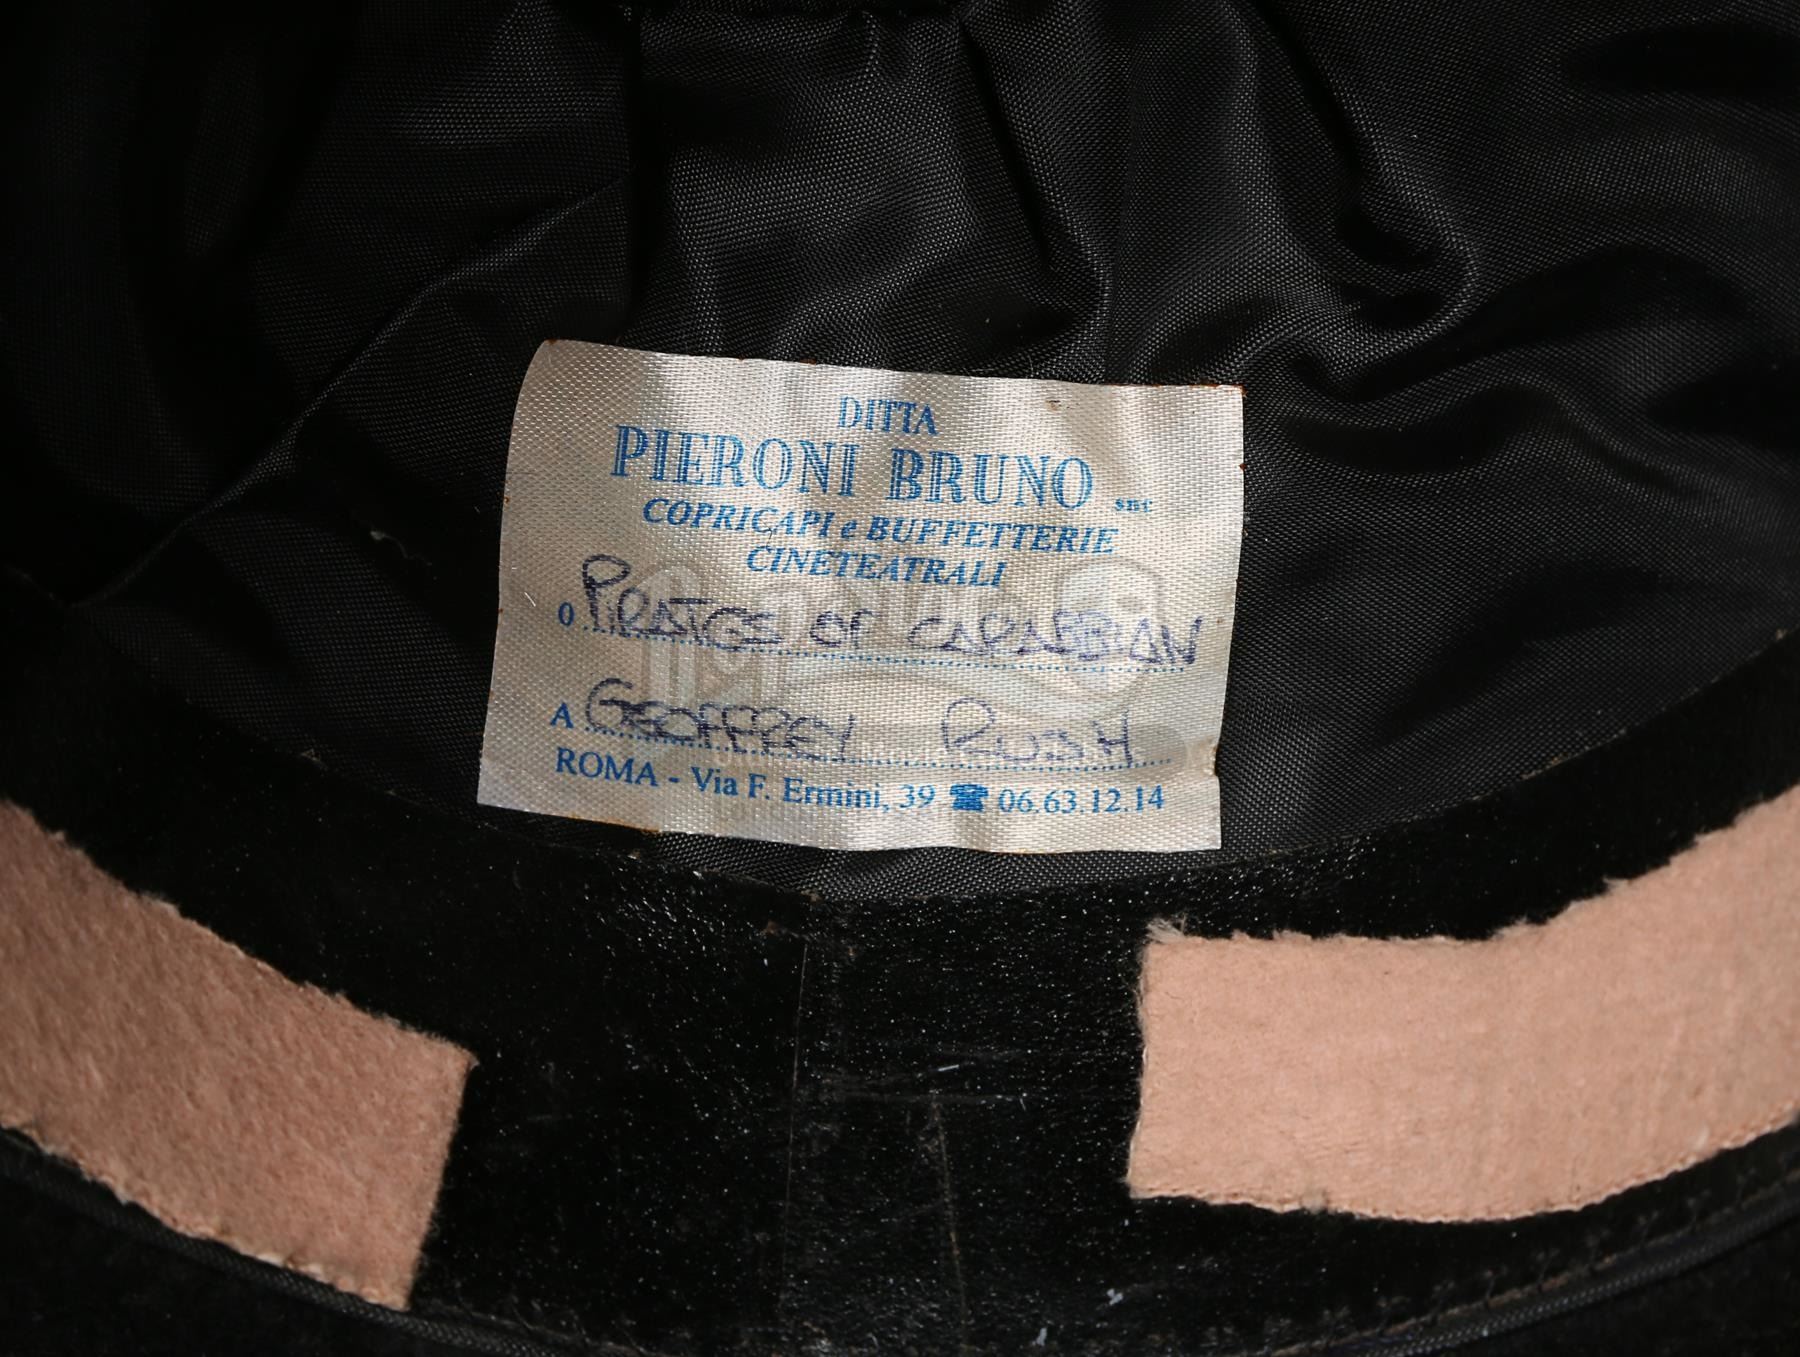 DITTA
PIERONI BRUNO snc
COPRICAPI e BUFFETTERIE
CINETEATRALI
O PIRATES OF CARABBIAN
A GEOFFREY RUSH
ROMA - Via F. Ermini, 39 ☎ 06.63.12.14